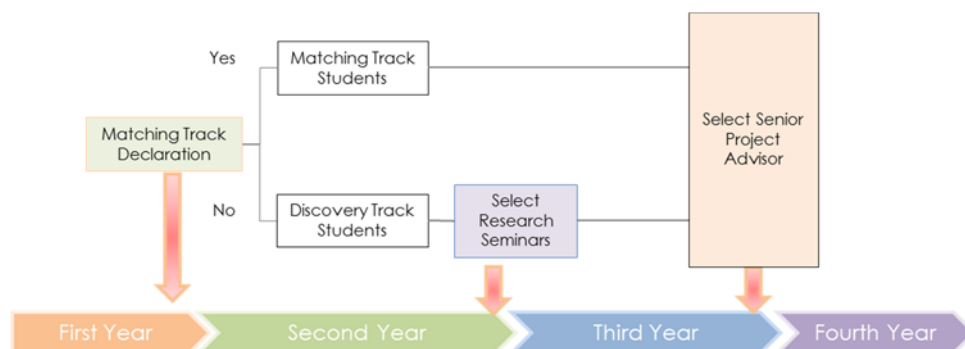 Yes
Matching Track
Students
Matching Track
Declaration
Select Senior
Project
Advisor
No
Discovery Track
Students
Select
Research
Seminars
First Year
Second Year
Third Year
Fourth Year